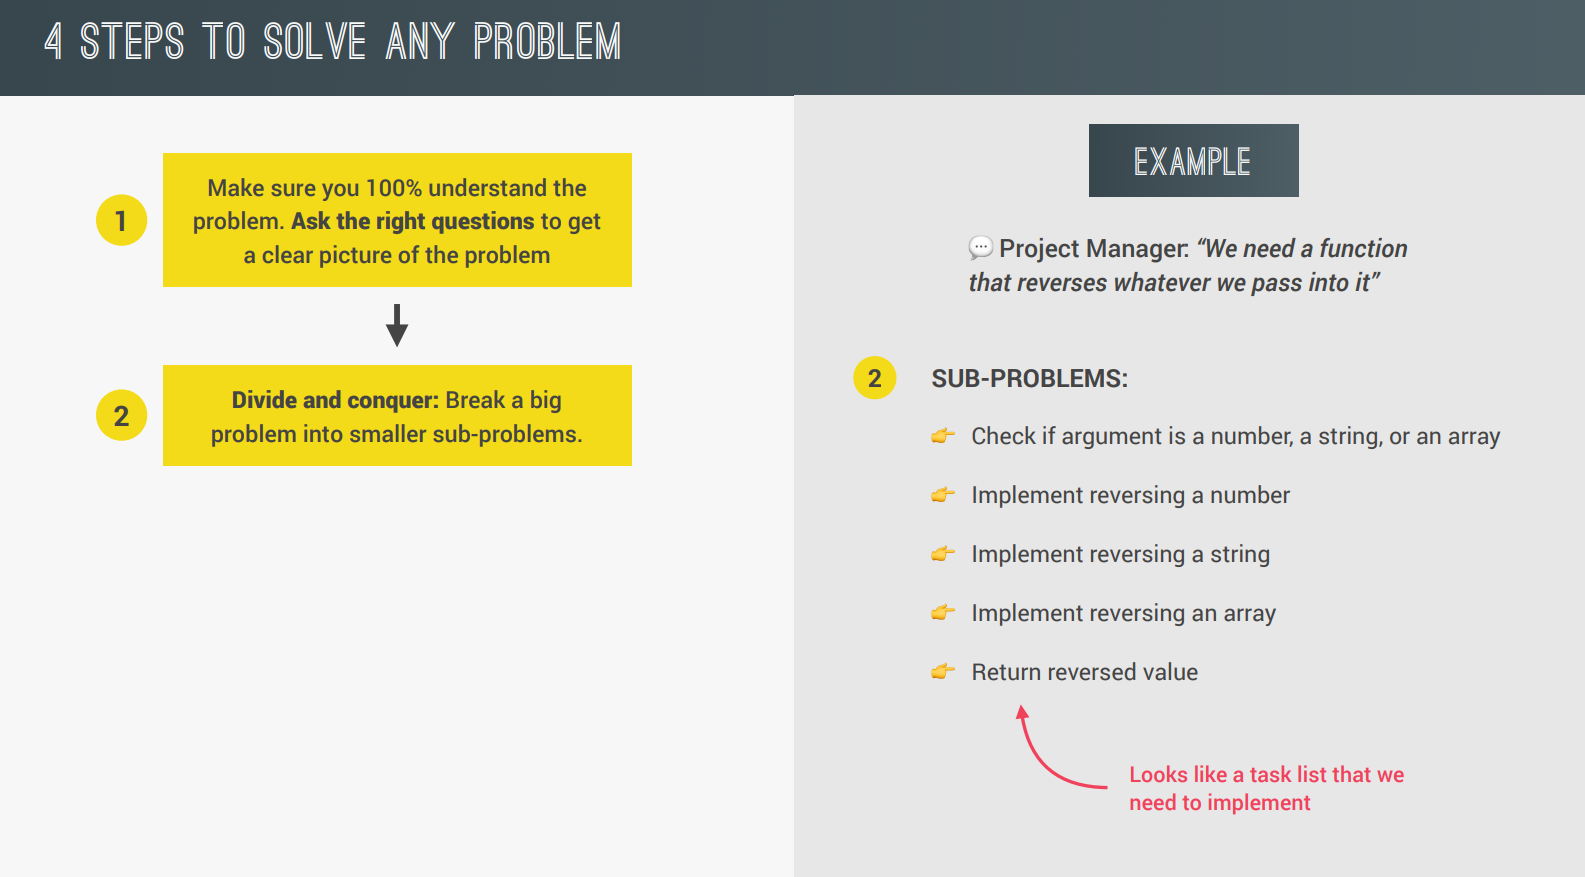 4 STEPS TO SOLVE ANY PROBLEM
1
Make sure you 100% understand the
problem. Ask the right questions to get
a clear picture of the problem
2
Divide and conquer: Break a big
problem into smaller sub-problems.
EXAMPLE
Project Manager: “We need a function
that reverses whatever we pass into it”
2 SUB-PROBLEMS:
Check if argument is a number, a string, or an array
Implement reversing a number
Implement reversing a string
Implement reversing an array
Return reversed value
Looks like a task list that we
need to implement